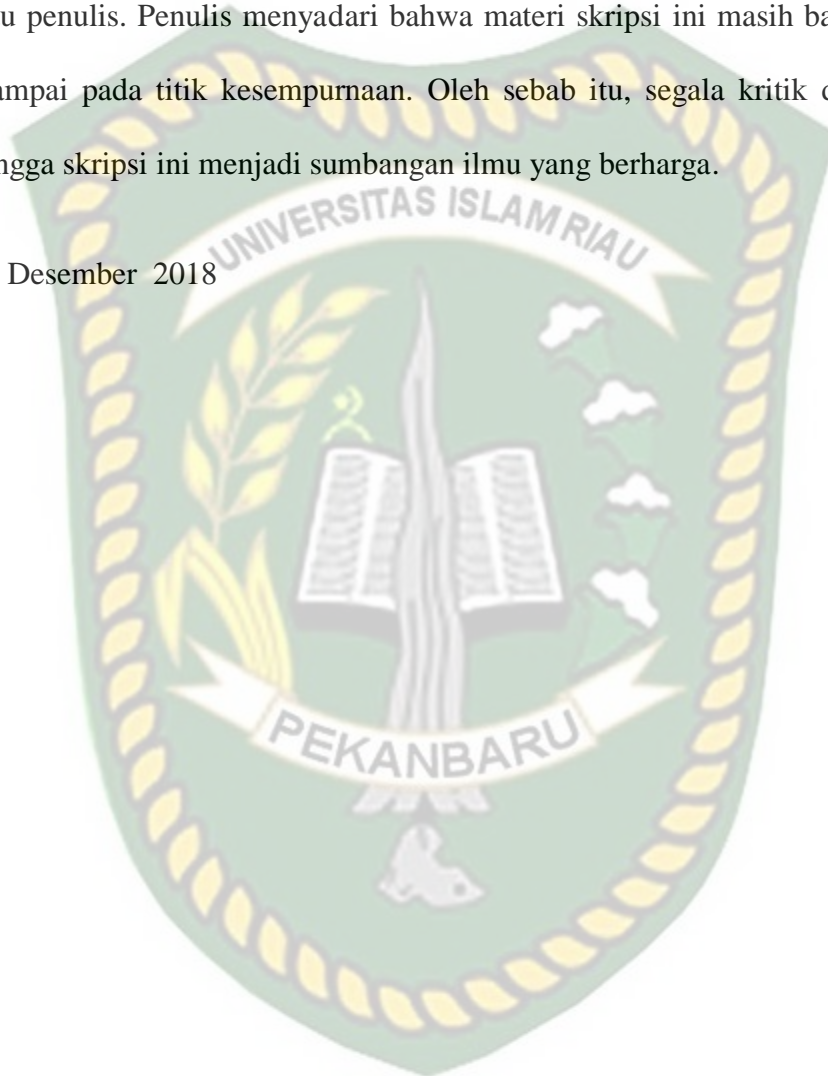 u penulis. Penulis menyadari bahwa materi skripsi ini masih ba
ampai pada titik kesempurnaan. Oleh sebab itu, segala kritik d
ngga skripsi ini menjadi sumbangan ilmu yang berharga.
Desember 2018
UNIVERSITAS ISLAM RIAU
PEKANBARU